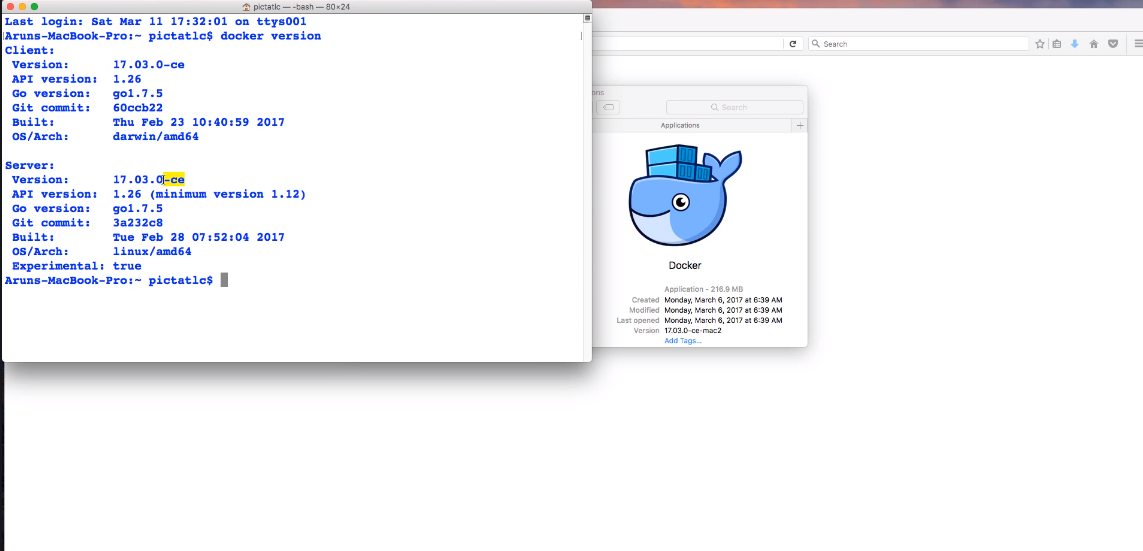 pictatlc — -bash — 80×24
Last login: Sat Mar 11 17:32:01 on ttys001
Aruns-MacBook-Pro:~ pictatlc$ docker version
Client:
 Version:      17.03.0-ce
 API version:  1.26
 Go version:   go1.7.5
 Git commit:   60ccb22
 Built:        Thu Feb 23 10:40:59 2017
 OS/Arch:      darwin/amd64

Server:
 Version:      17.03.0-ce
 API version:  1.26 (minimum version 1.12)
 Go version:   go1.7.5
 Git commit:   3a232c8
 Built:        Tue Feb 28 07:52:04 2017
 OS/Arch:      linux/amd64
 Experimental: true
Aruns-MacBook-Pro:~ pictatlc$
Search
ons
Search
Applications
Docker
Application - 216.9 MB
Created Monday, March 6, 2017 at 6:39 AM
Modified Monday, March 6, 2017 at 6:39 AM
Last opened Monday, March 6, 2017 at 6:39 AM
Version 17.03.0-ce-mac2
Add Tags...